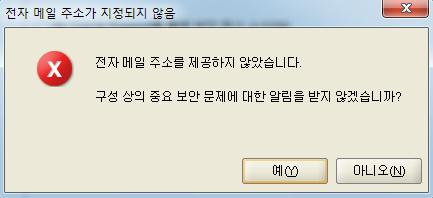 전자 메일 주소가 지정되지 않음
전자 메일 주소를 제공하지 않았습니다.
구성 상의 중요 보안 문제에 대한 알림을 받지 않겠습니까?
예(Y)
아니오(N)